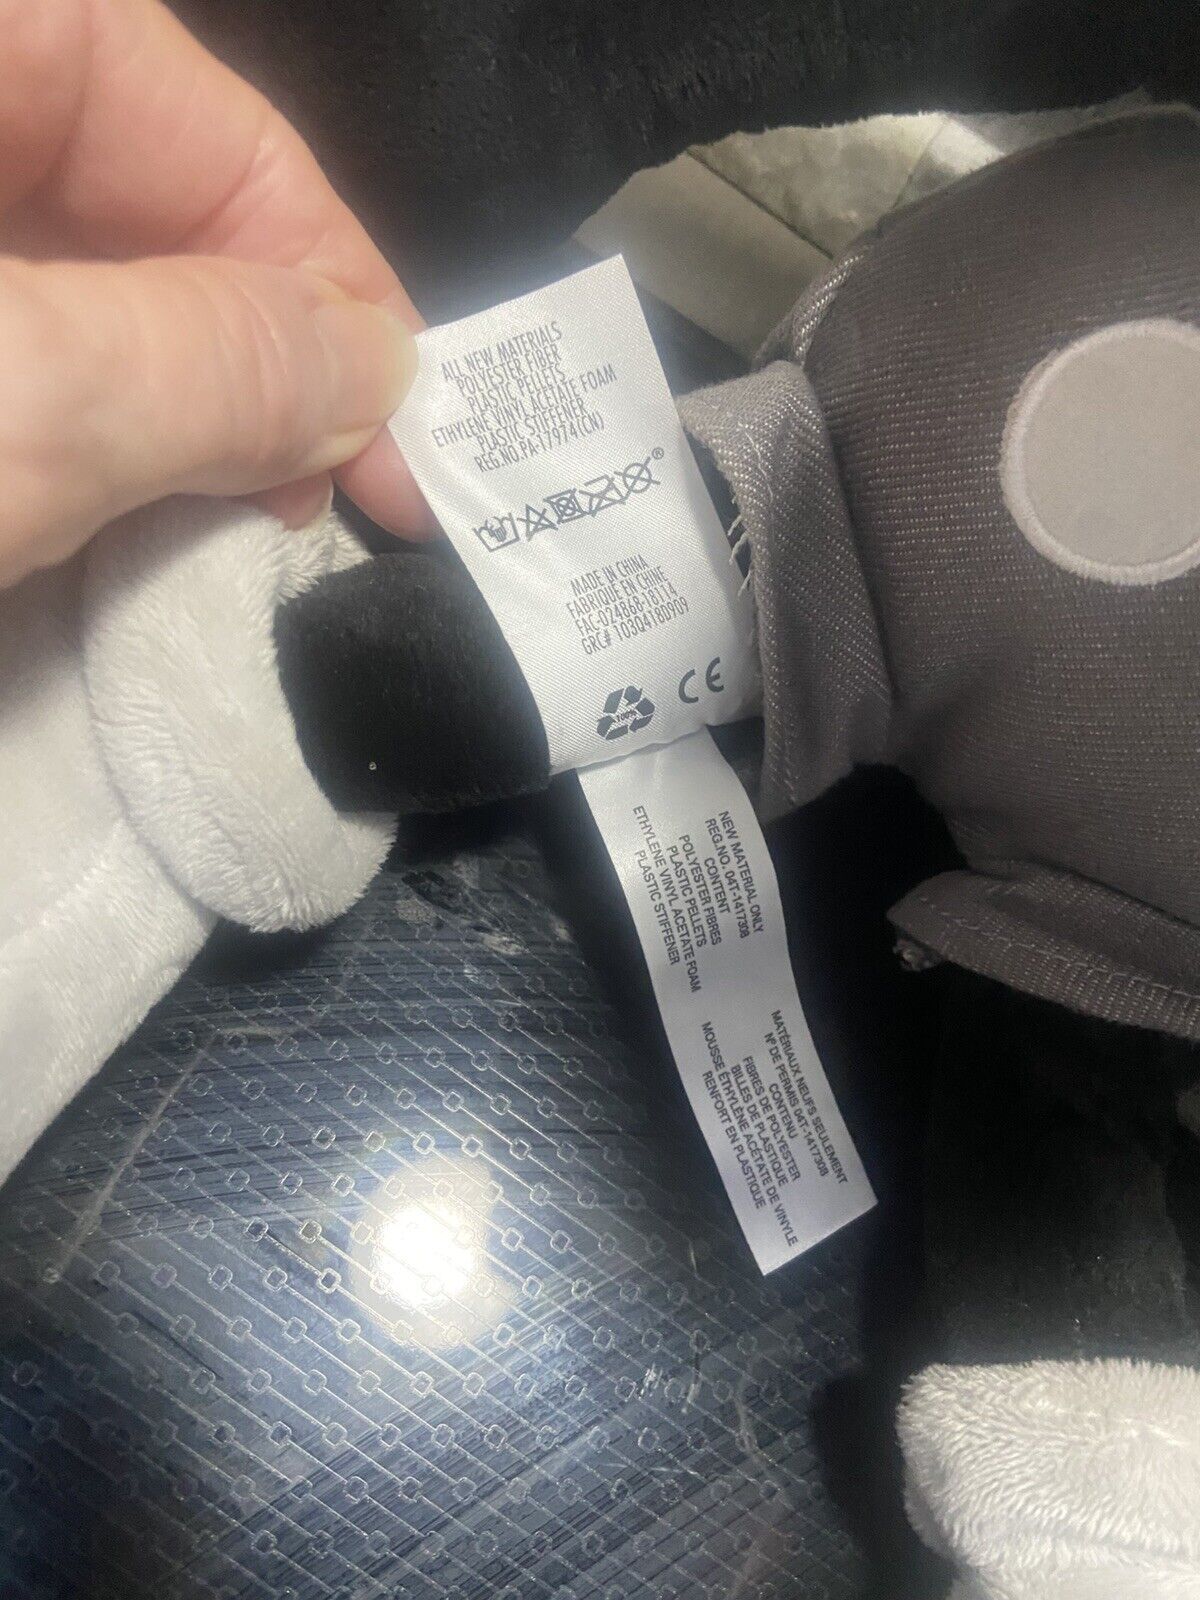 ALL NEW MATERIALS
POLYESTER FIBER
PLASTIC PELLETS
ETHYLENE VINYL ACETATE FOAM
PLASTIC STIFFENER
REG.NO.PA-17974(CN)
®
MADE IN CHINA
FABRIQUÉ EN CHINE
FAC-024868-18114
GRC# 1030418D909
CE
NEW MATERIAL ONLY
REG.NO. 04T-1417308
CONTENT
POLYESTER FIBRES
PLASTIC PELLETS
ETHYLENE VINYL ACETATE FOAM
PLASTIC STIFFENER
MATÉRIAUX NEUFS SEULEMENT
Nº DE PERMIS 04T-1417308
CONTENU
FIBRES DE POLYESTER
BILLES DE PLASTIQUE
MOUSSE ÉTHYLÈNE ACÉTATE DE VINYLE
RENFORT EN PLASTIQUE